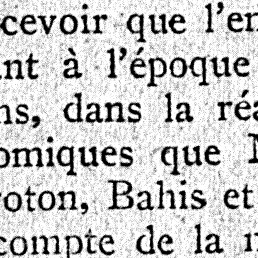 cevoir que l'en
nt à l'époque
ns, dans la réa
omiques que
oton, Bahis et
compte de la